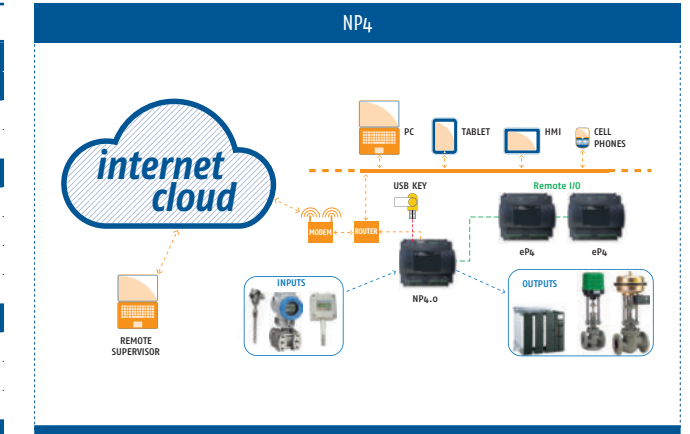 NP4
PC
TABLET
HMI
CELL
PHONES
internet
cloud
USB KEY
Remote I/O
MODEM
ROUTER
eP4
eP4
NP4.0
INPUTS
OUTPUTS
REMOTE
SUPERVISOR